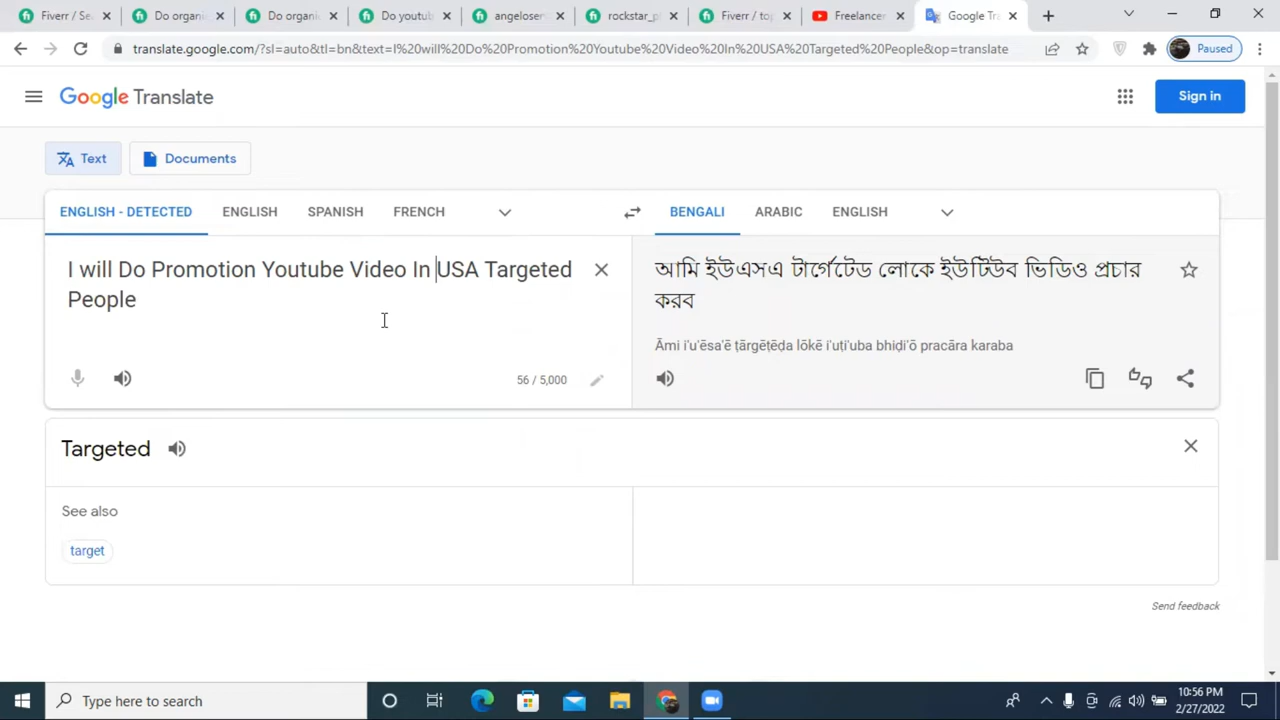 Fiverr / Se
Do organi
Do organi
Do youtub
angeloser
rockstar_p
Fiverr / top
Freelancer
Google Tra
translate.google.com/?sl=auto&tl=bn&text=I%20will%20Do%20Promotion%20Youtube%20Video%20In%20USA%20Targeted%20People&op=translate
Paused
Google Translate
Sign in
Text
Documents
ENGLISH - DETECTED
ENGLISH
SPANISH
FRENCH
BENGALI
ARABIC
ENGLISH
I will Do Promotion Youtube Video In USA Targeted
People
আমি ইউএসএ টার্গেটেড লোকে ইউটিউব ভিডিও প্রচার
করব
Āmi i'u'ēsa'ē ṭārgēṭēḍa lōkē i'uṭi'uba bhiḍi'ō pracāra karaba
56 / 5,000
Targeted
See also
target
Send feedback
Type here to search
10:56 PM
2/27/2022